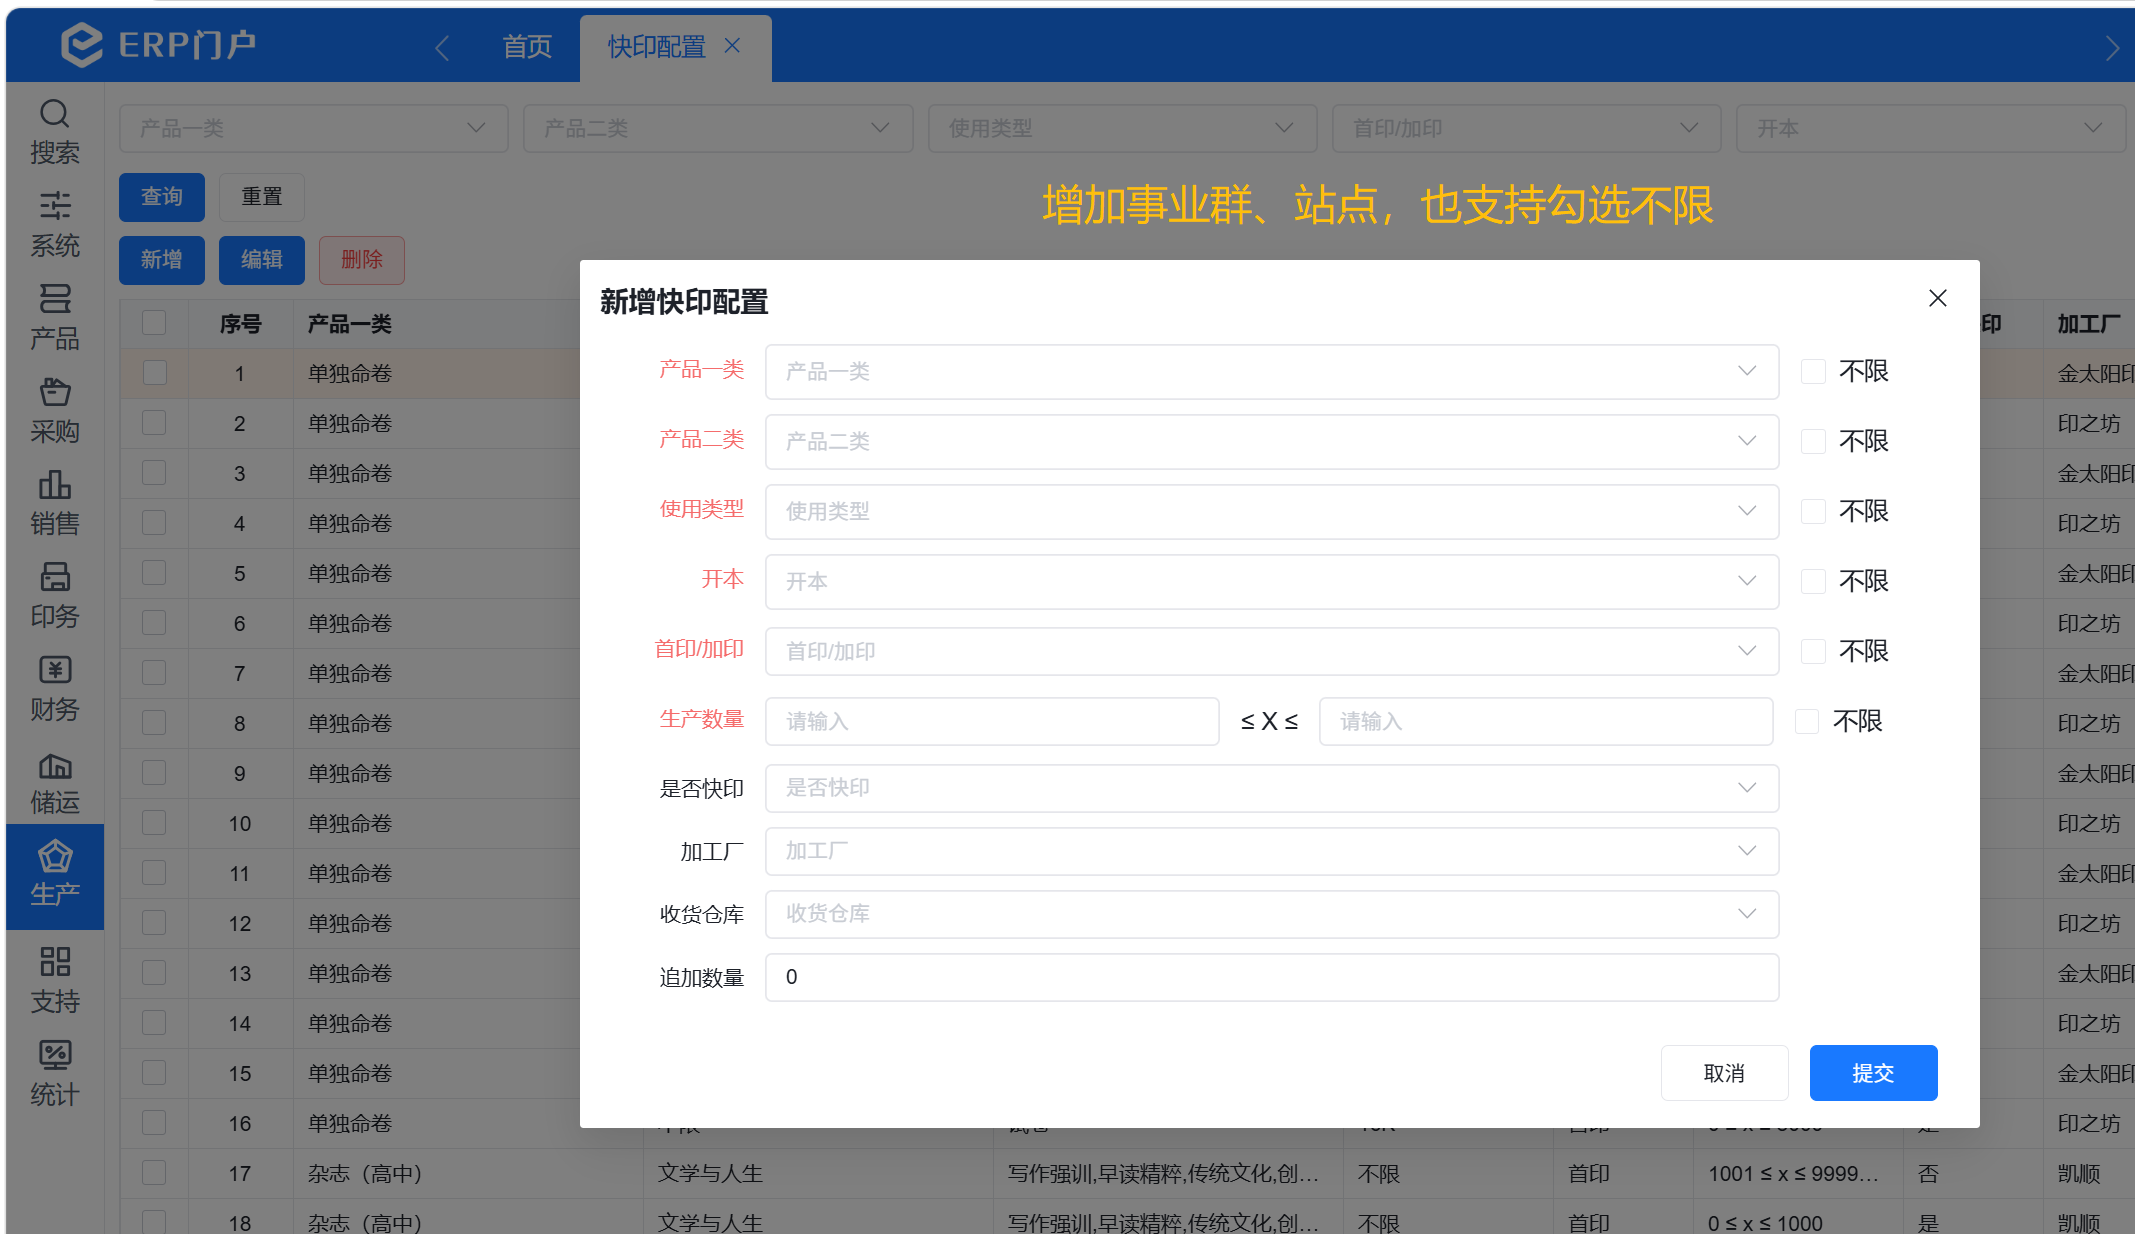 ERP门户
首页
快印配置
搜索
系统
产品
采购
销售
印务
财务
储运
生产
支持
统计
产品一类
产品二类
使用类型
首印/加印
开本
查询
重置
增加事业群、站点，也支持勾选不限
新增
编辑
删除
序号 产品一类 印 加工厂
1 单独命卷 金太阳印
2 单独命卷 印之坊
3 单独命卷 金太阳印
4 单独命卷 印之坊
5 单独命卷 金太阳印
6 单独命卷 印之坊
7 单独命卷 金太阳印
8 单独命卷 印之坊
9 单独命卷 金太阳印
10 单独命卷 印之坊
11 单独命卷 金太阳印
12 单独命卷 印之坊
13 单独命卷 金太阳印
14 单独命卷 印之坊
15 单独命卷 金太阳印
16 单独命卷 印之坊
17 杂志（高中） 文学与人生 写作强训,早读精粹,传统文化,创... 不限 首印 1001 ≤ x ≤ 9999... 否 凯顺
18 杂志（高中） 文学与人生 写作强训,早读精粹,传统文化,创... 不限 首印 0 ≤ x ≤ 1000 是 凯顺
新增快印配置
产品一类 产品一类 不限
产品二类 产品二类 不限
使用类型 使用类型 不限
开本 开本 不限
首印/加印 首印/加印 不限
生产数量 请输入 ≤ X ≤ 请输入 不限
是否快印 是否快印
加工厂 加工厂
收货仓库 收货仓库
追加数量 0
取消
提交